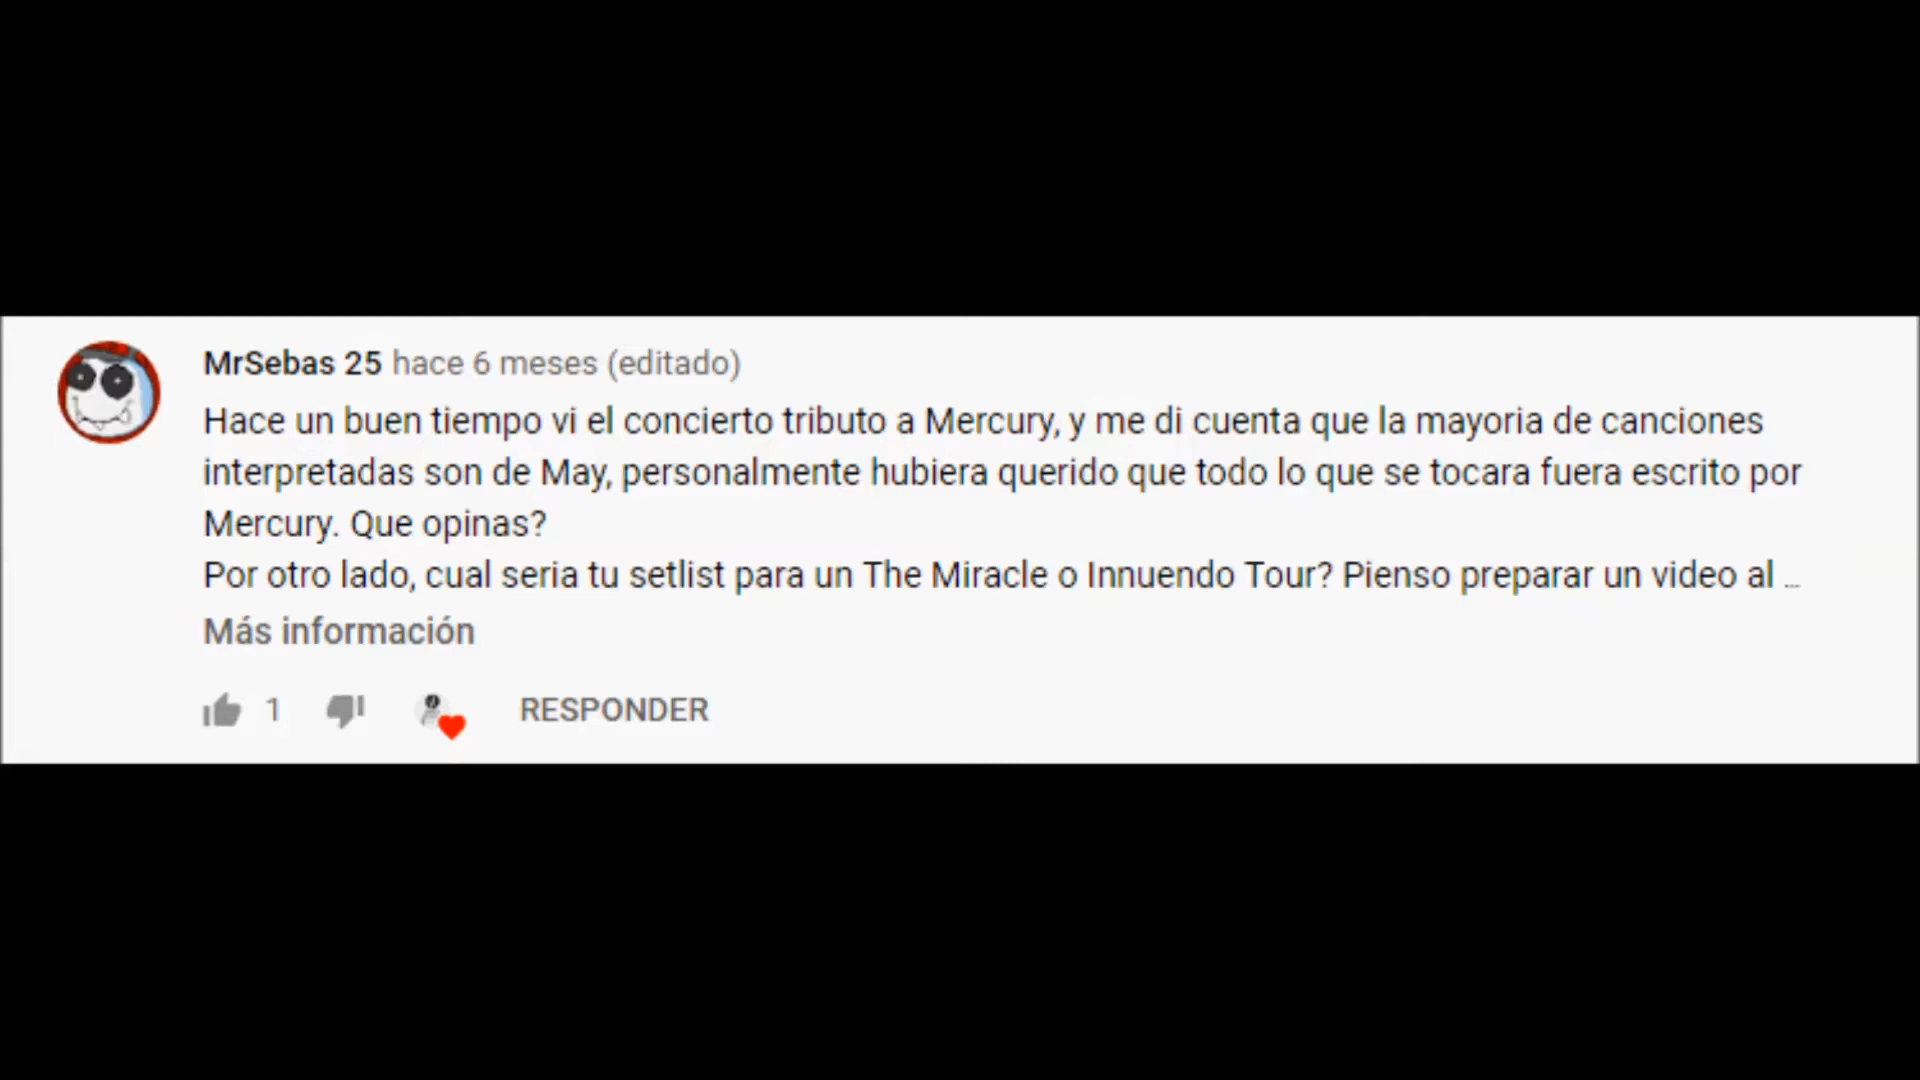 MrSebas 25 hace 6 meses (editado)
Hace un buen tiempo vi el concierto tributo a Mercury, y me di cuenta que la mayoria de canciones
interpretadas son de May, personalmente hubiera querido que todo lo que se tocara fuera escrito por
Mercury. Que opinas?
Por otro lado, cual seria tu setlist para un The Miracle o Innuendo Tour? Pienso preparar un video al ...
Más información
1 RESPONDER